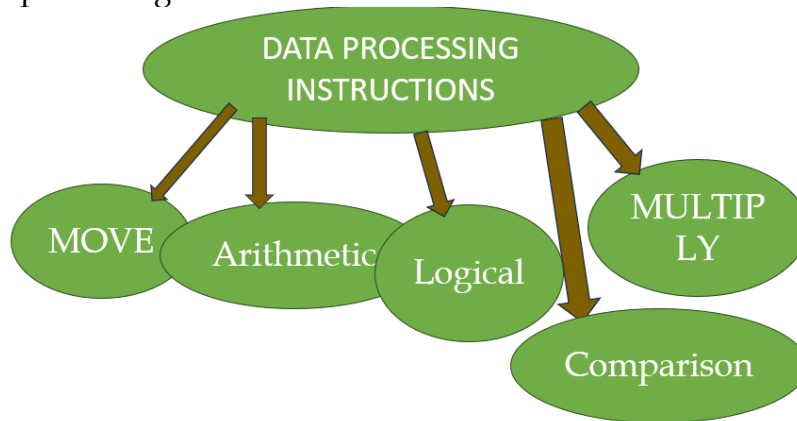 DATA PROCESSING
INSTRUCTIONS
MOVE
Arithmetic
Logical
MULTIP
LY
Comparison